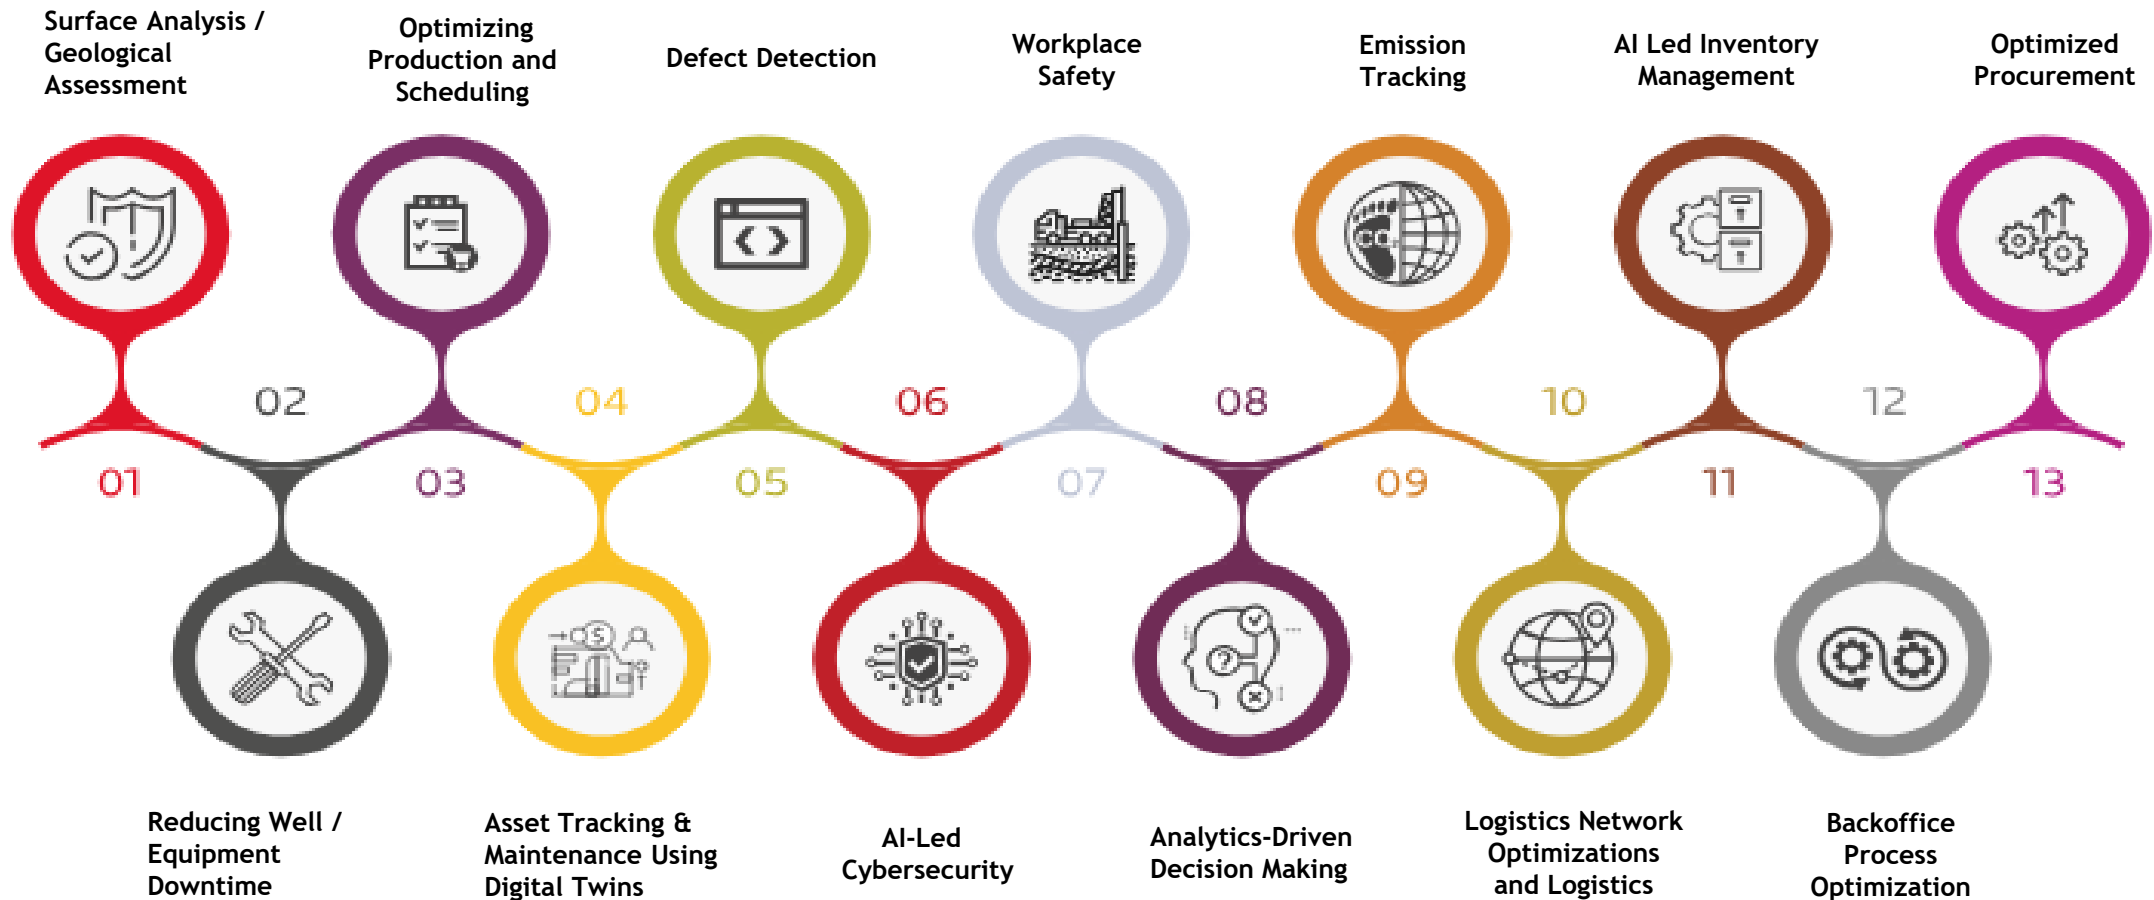 Surface Analysis /
Geological
Assessment
Optimizing
Production and
Scheduling
Defect Detection
Workplace
Safety
Emission
Tracking
AI Led Inventory
Management
Optimized
Procurement
02
04
06
08
10
12
01
03
05
07
09
11
13
Reducing Well /
Equipment
Downtime
Asset Tracking &
Maintenance Using
Digital Twins
AI-Led
Cybersecurity
Analytics-Driven
Decision Making
Logistics Network
Optimizations
and Logistics
Backoffice
Process
Optimization